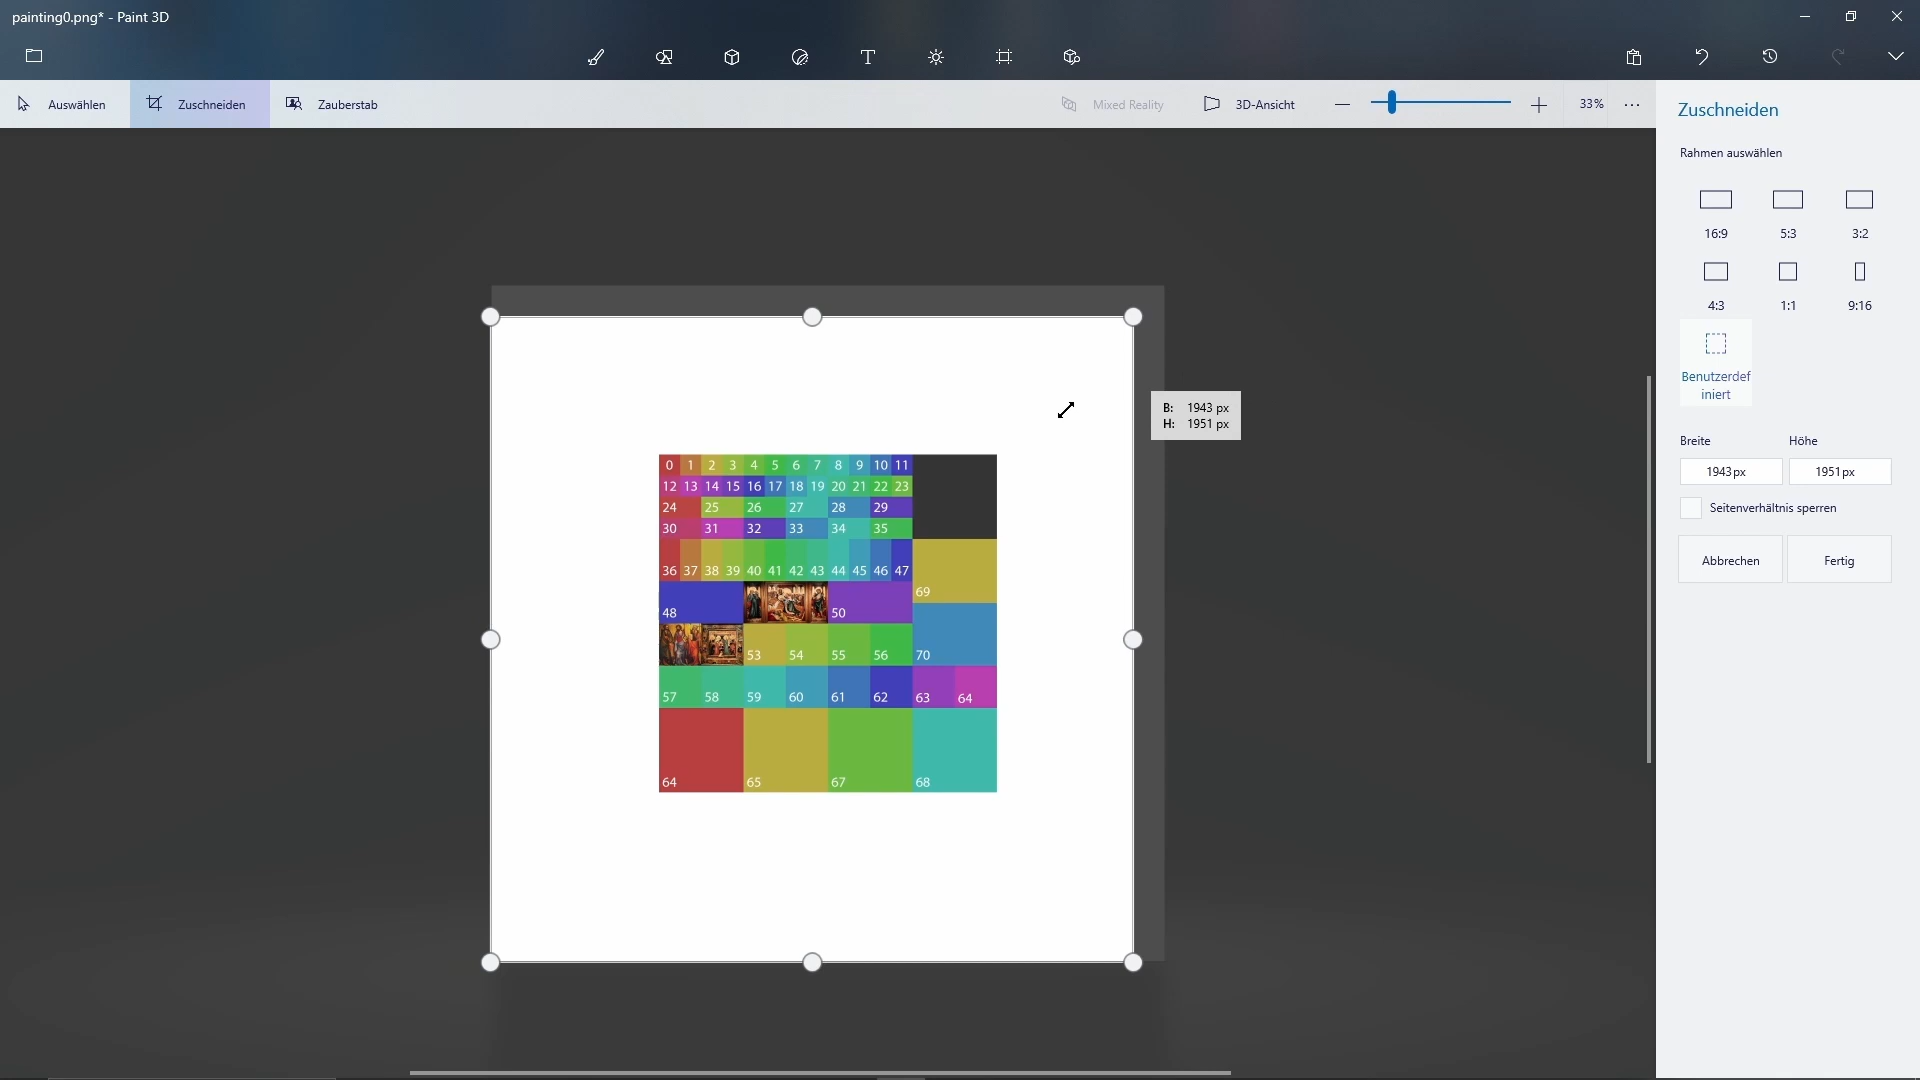 painting0.png* - Paint 3D
Auswählen
Zuschneiden
Zauberstab
Mixed Reality
3D-Ansicht
33%
Zuschneiden
Rahmen auswählen
16:9 5:3 3:2
4:3 1:1 9:16
Benutzerdef
iniert
Breite Höhe
1943px 1951px
Seitenverhältnis sperren
Abbrechen Fertig
B: 1943 px
H: 1951 px
0 1 2 3 4 5 6 7 8 9 10 11
12 13 14 15 16 17 18 19 20 21 22 23
24 25 26 27 28 29
30 31 32 33 34 35
36 37 38 39 40 41 42 43 44 45 46 47
69
48 50
53 54 55 56 70
57 58 59 60 61 62 63 64
64 65 67 68